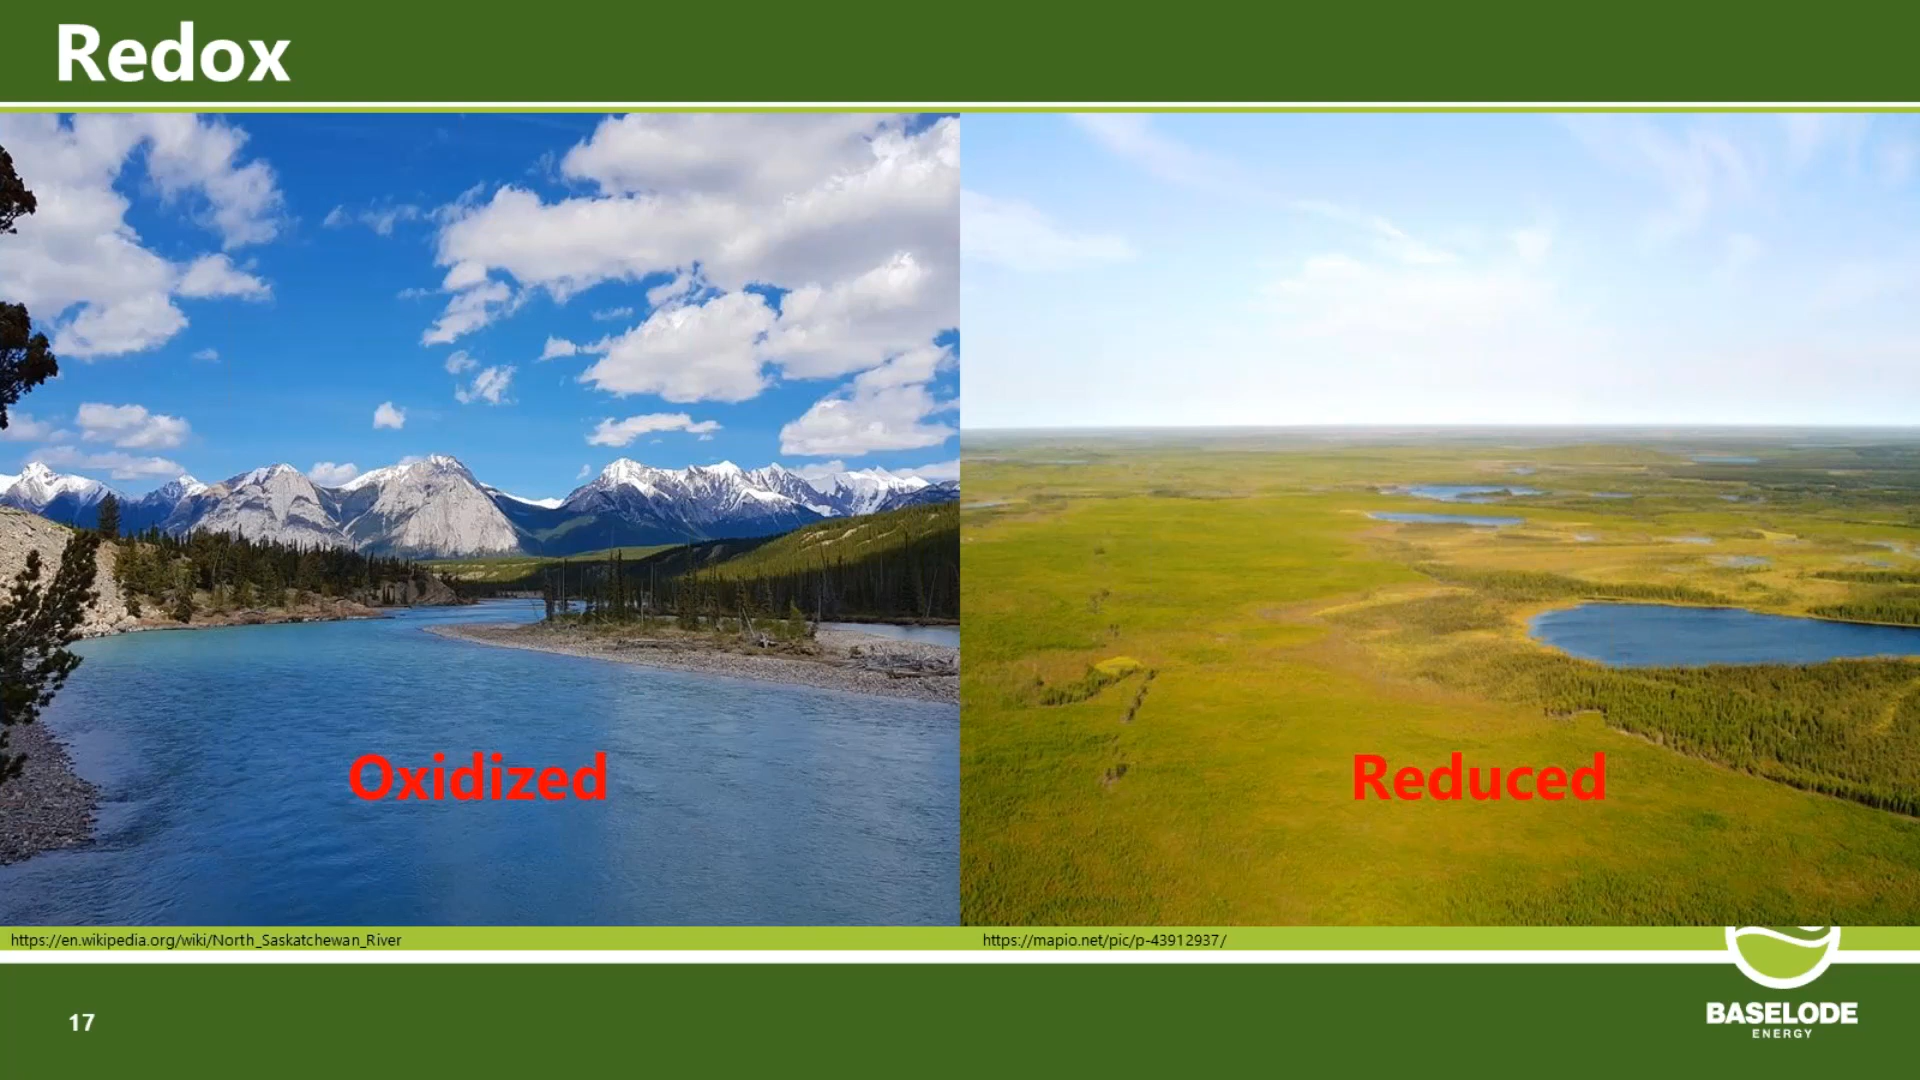 Redox
Oxidized
Reduced
https://en.wikipedia.org/wiki/North_Saskatchewan_River
https://mapio.net/pic/p-43912937/
17
BASELODE
ENERGY